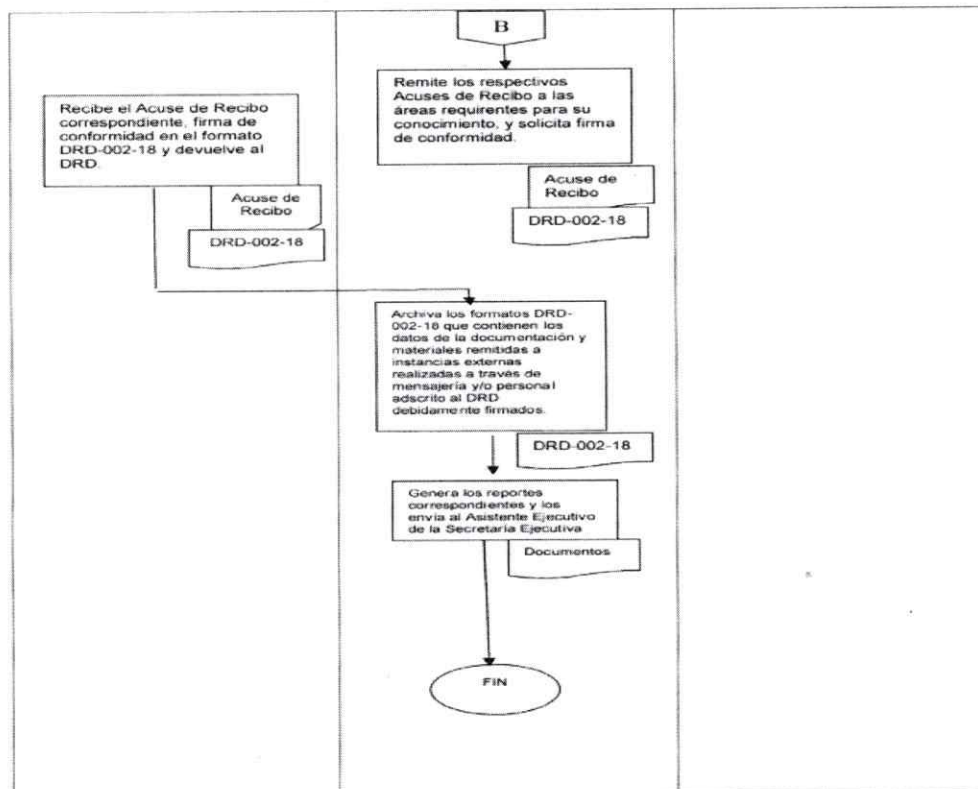 B
Remite los respectivos
Acuses de Recibo a las
áreas requirentes para su
conocimiento, y solicita firma
de conformidad.
Acuse de
Recibo
DRD-002-18
Recibe el Acuse de Recibo
correspondiente, firma de
conformidad en el formato
DRD-002-18 y devuelve al
DRD.
Acuse de
Recibo
DRD-002-18
Archiva los formatos DRD-
002-18 que contienen los
datos de la documentación y
materiales remitidas a
instancias externas
realizadas a través de
mensajería y/o personal
adscrito al DRD
debidamente firmados.
DRD-002-18
Genera los reportes
correspondientes y los
envía al Asistente Ejecutivo
de la Secretaría Ejecutiva
Documentos
FIN